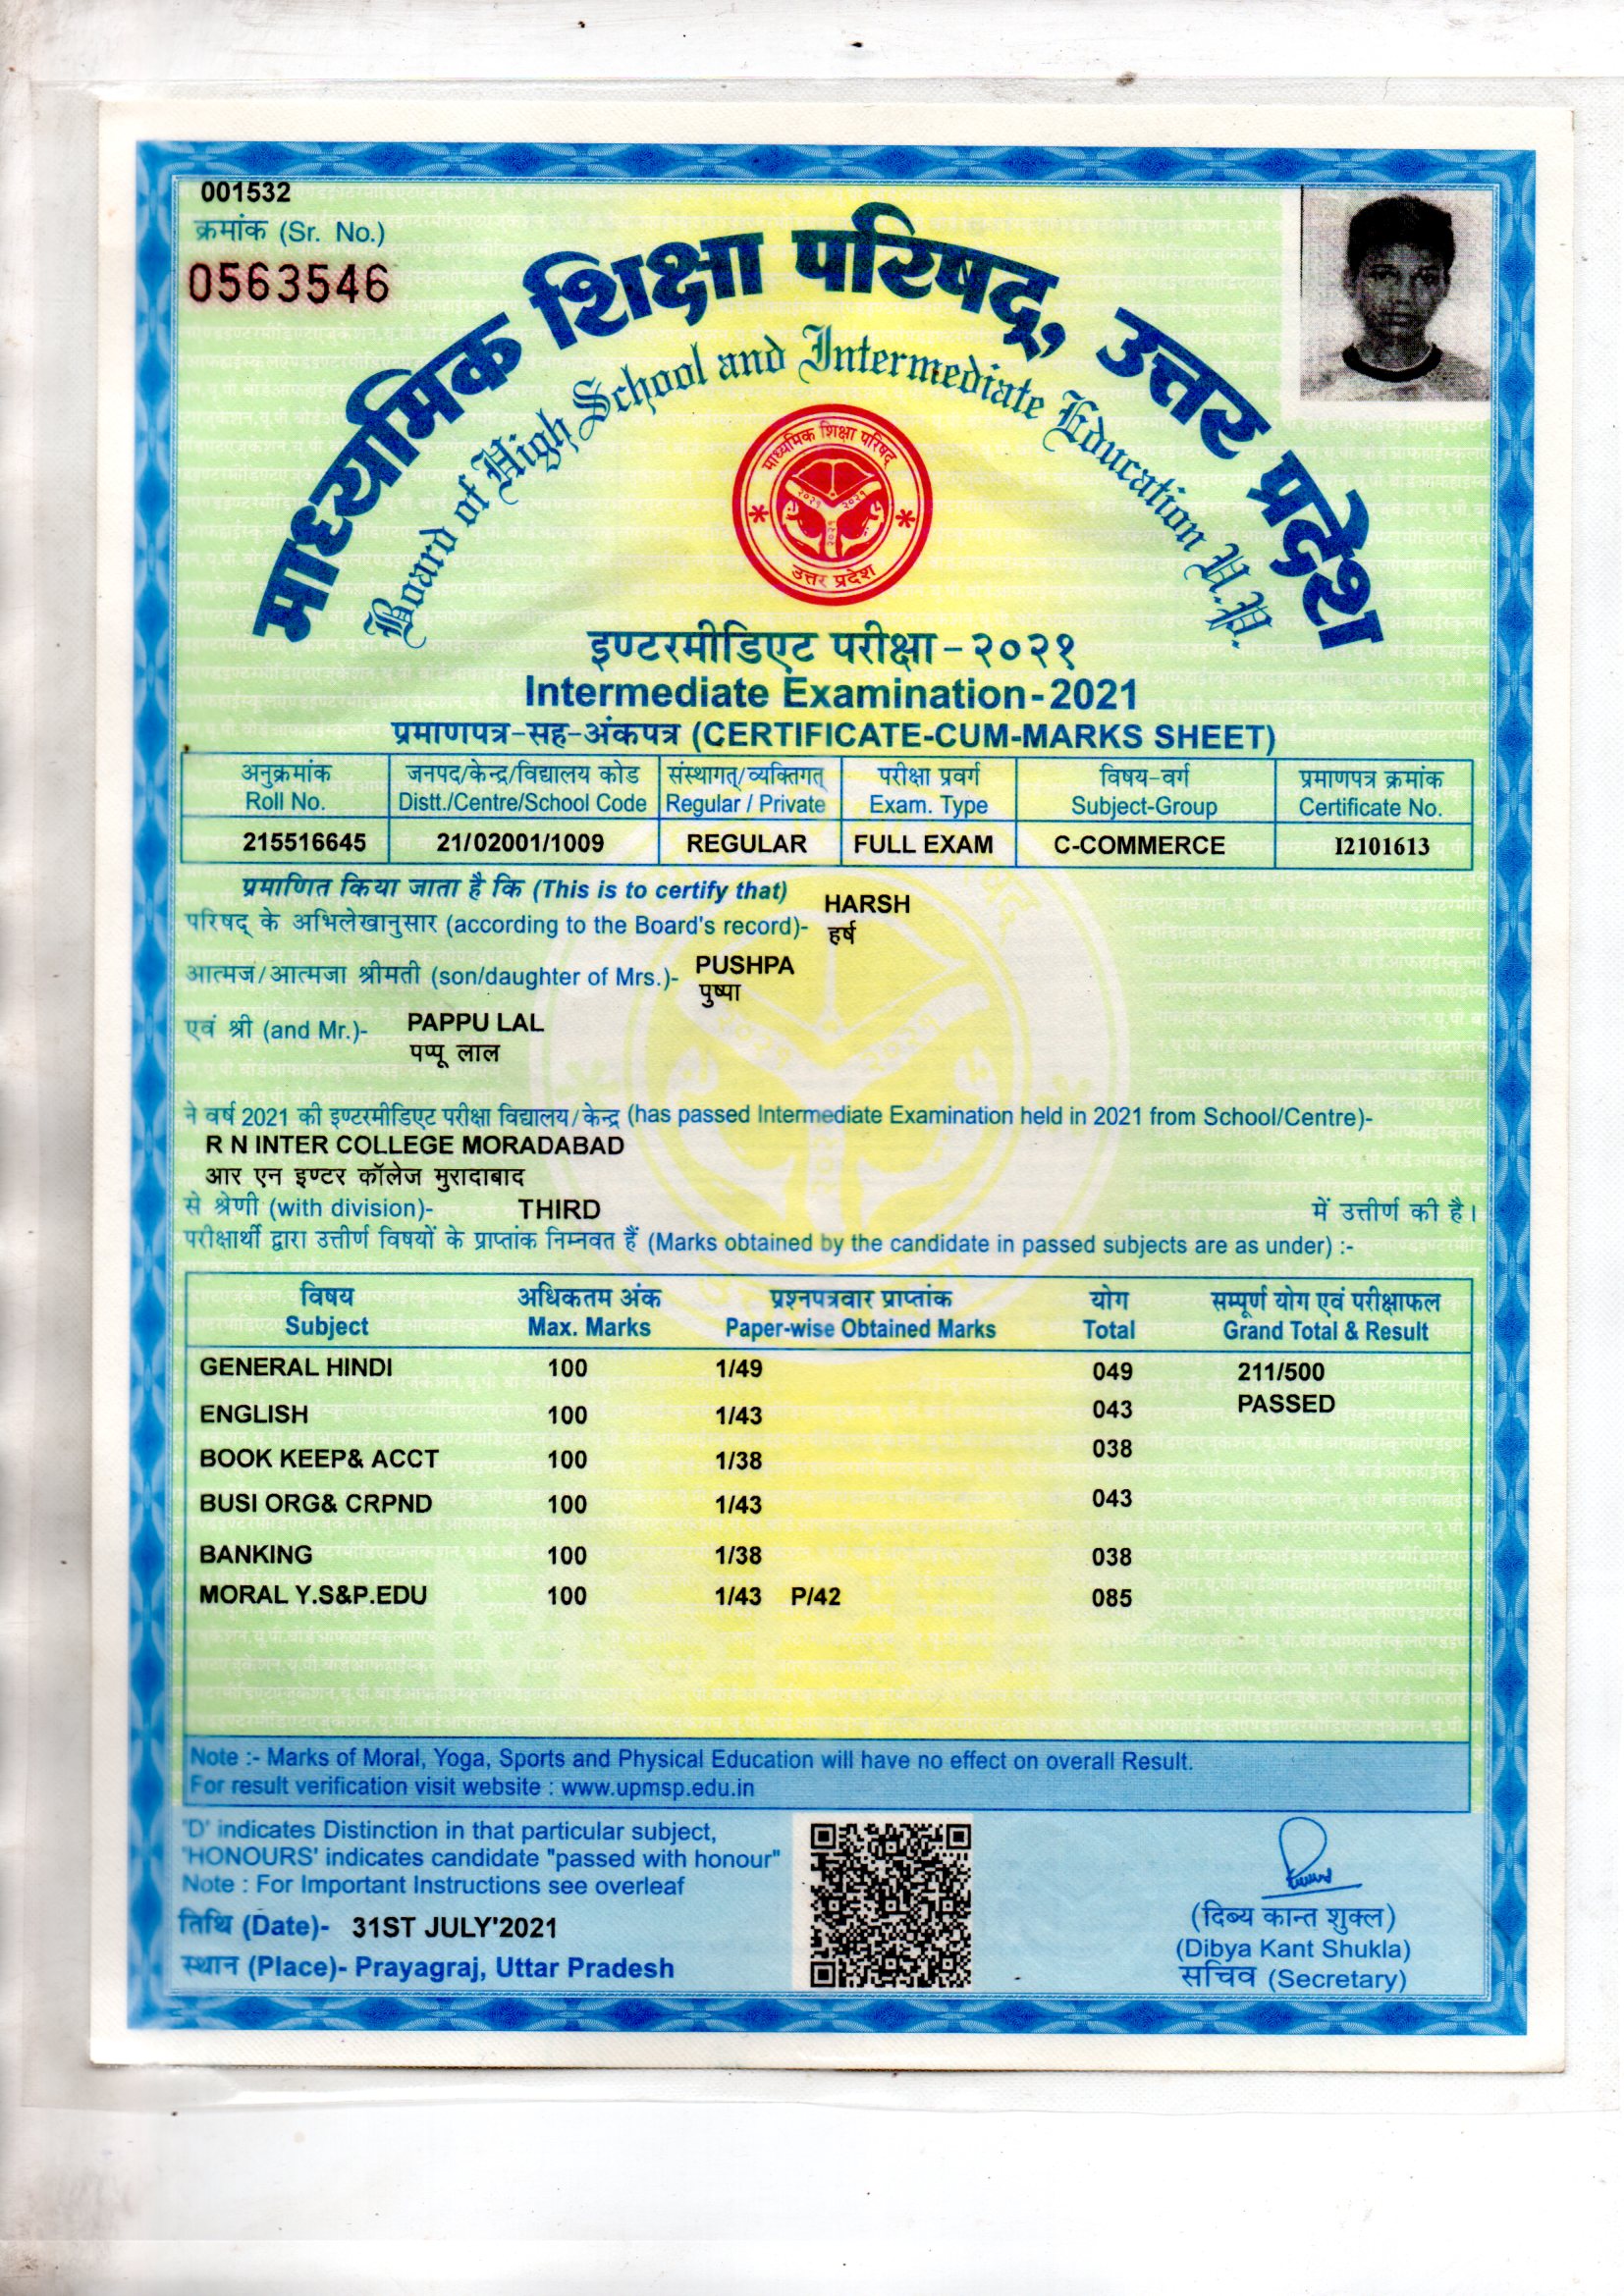 001532
क्रमांक (Sr. No.)
0563546
माध्यमिक शिक्षा परिषद्, उत्तर प्रदेश
Board of High School and Intermediate Education U.P.
माध्यमिक शिक्षा परिषद्
२०२१ २०२१
२०२१
उत्तर प्रदेश
इण्टरमीडिएट परीक्षा-२०२१
Intermediate Examination-2021
प्रमाणपत्र-सह-अंकपत्र (CERTIFICATE-CUM-MARKS SHEET)
अनुक्रमांक जनपद/केन्द्र/विद्यालय कोड संस्थागत्/व्यक्तिगत् परीक्षा प्रवर्ग विषय-वर्ग प्रमाणपत्र क्रमांक
Roll No. Distt./Centre/School Code Regular / Private Exam. Type Subject-Group Certificate No.
215516645 21/02001/1009 REGULAR FULL EXAM C-COMMERCE I2101613
प्रमाणित किया जाता है कि (This is to certify that) HARSH
परिषद् के अभिलेखानुसार (according to the Board's record)- हर्ष
आत्मज/आत्मजा श्रीमती (son/daughter of Mrs.)- PUSHPA
पुष्पा
एवं श्री (and Mr.)- PAPPU LAL
पप्पू लाल
ने वर्ष 2021 की इण्टरमीडिएट परीक्षा विद्यालय/केन्द्र (has passed Intermediate Examination held in 2021 from School/Centre)-
R N INTER COLLEGE MORADABAD
आर एन इण्टर कॉलेज मुरादाबाद
से श्रेणी (with division)- THIRD में उत्तीर्ण की है।
परीक्षार्थी द्वारा उत्तीर्ण विषयों के प्राप्तांक निम्नवत हैं (Marks obtained by the candidate in passed subjects are as under) :-
विषय अधिकतम अंक प्रश्नपत्रवार प्राप्तांक योग सम्पूर्ण योग एवं परीक्षाफल
Subject Max. Marks Paper-wise Obtained Marks Total Grand Total & Result
GENERAL HINDI 100 1/49 049 211/500
PASSED
ENGLISH 100 1/43 043
BOOK KEEP& ACCT 100 1/38 038
BUSI ORG& CRPND 100 1/43 043
BANKING 100 1/38 038
MORAL Y.S&P.EDU 100 1/43 P/42 085
Note :- Marks of Moral, Yoga, Sports and Physical Education will have no effect on overall Result.
For result verification visit website : www.upmsp.edu.in
'D' indicates Distinction in that particular subject,
'HONOURS' indicates candidate "passed with honour"
Note : For Important Instructions see overleaf
तिथि (Date)- 31ST JULY'2021
स्थान (Place)- Prayagraj, Uttar Pradesh
(दिब्य कान्त शुक्ल)
(Dibya Kant Shukla)
सचिव (Secretary)